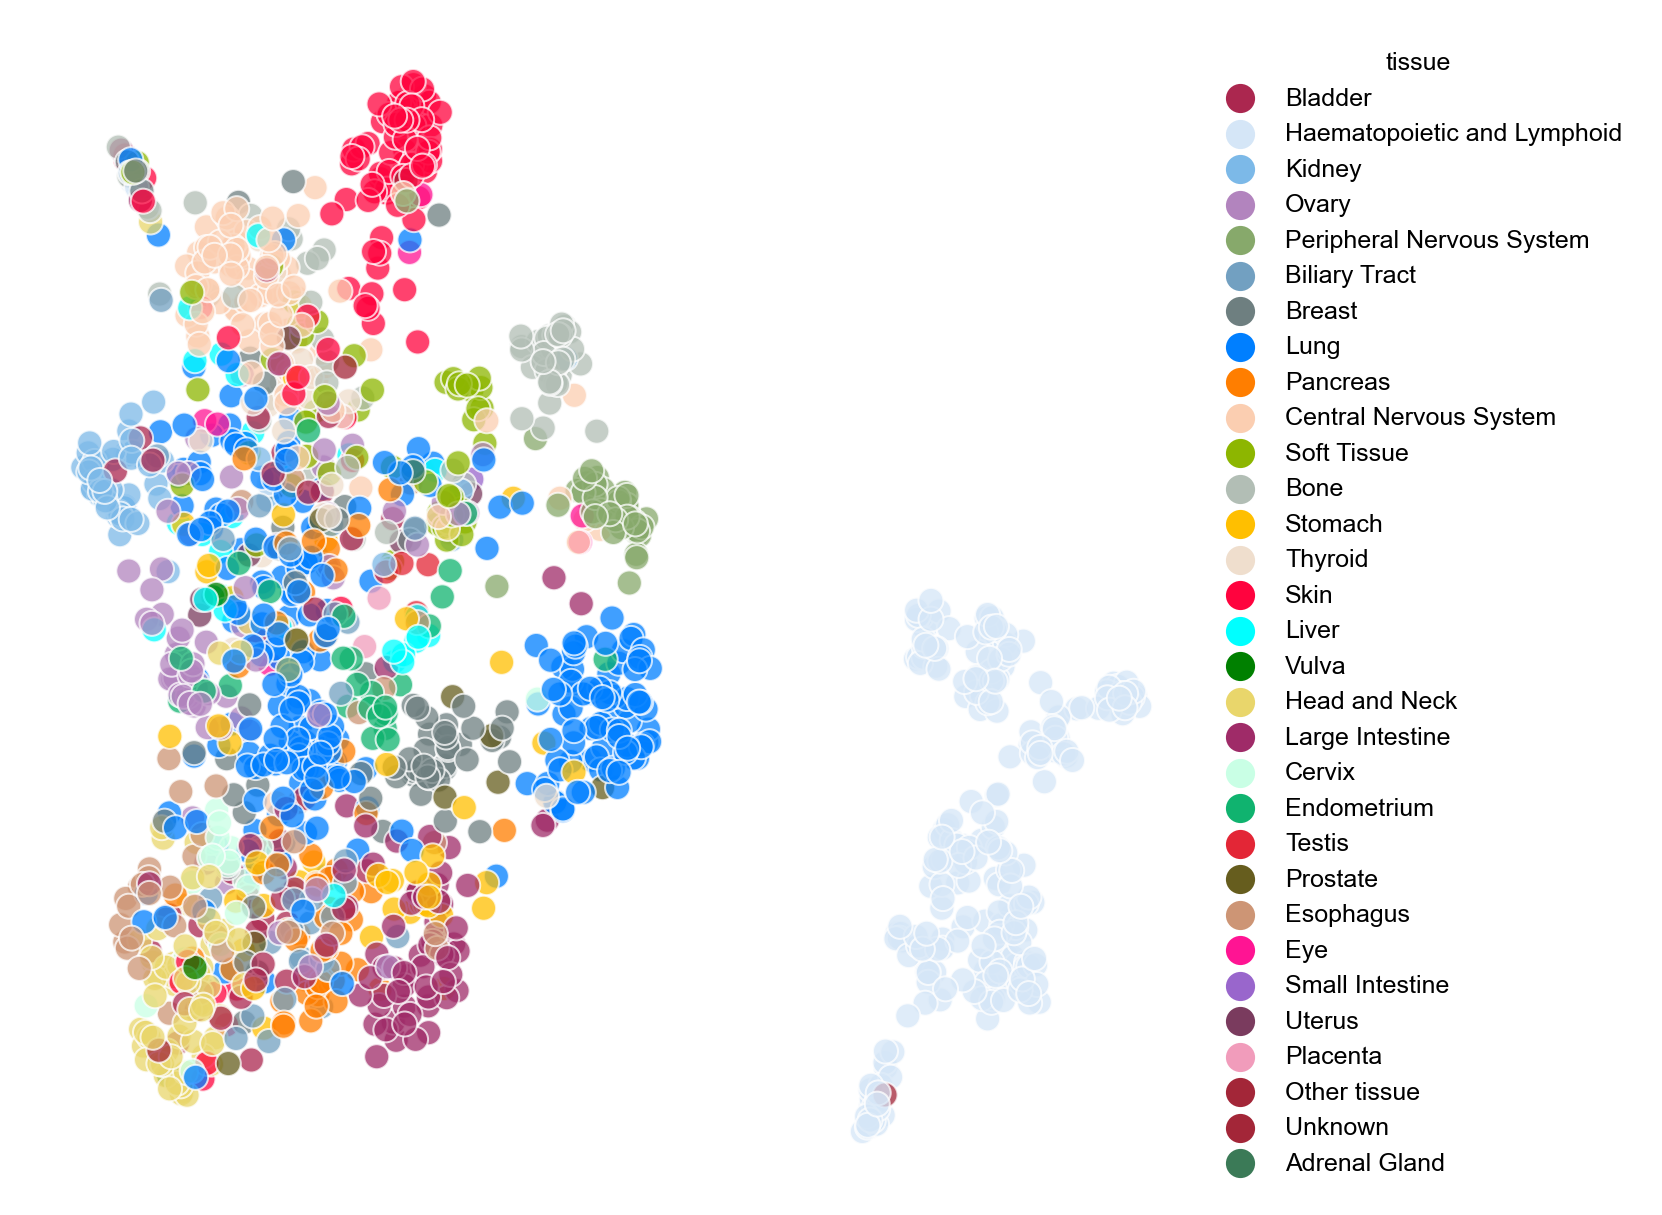 tissue
Bladder
Haematopoietic and Lymphoid
Kidney
Ovary
Peripheral Nervous System
Biliary Tract
Breast
Lung
Pancreas
Central Nervous System
Soft Tissue
Bone
Stomach
Thyroid
Skin
Liver
Vulva
Head and Neck
Large Intestine
Cervix
Endometrium
Testis
Prostate
Esophagus
Eye
Small Intestine
Uterus
Placenta
Other tissue
Unknown
Adrenal Gland